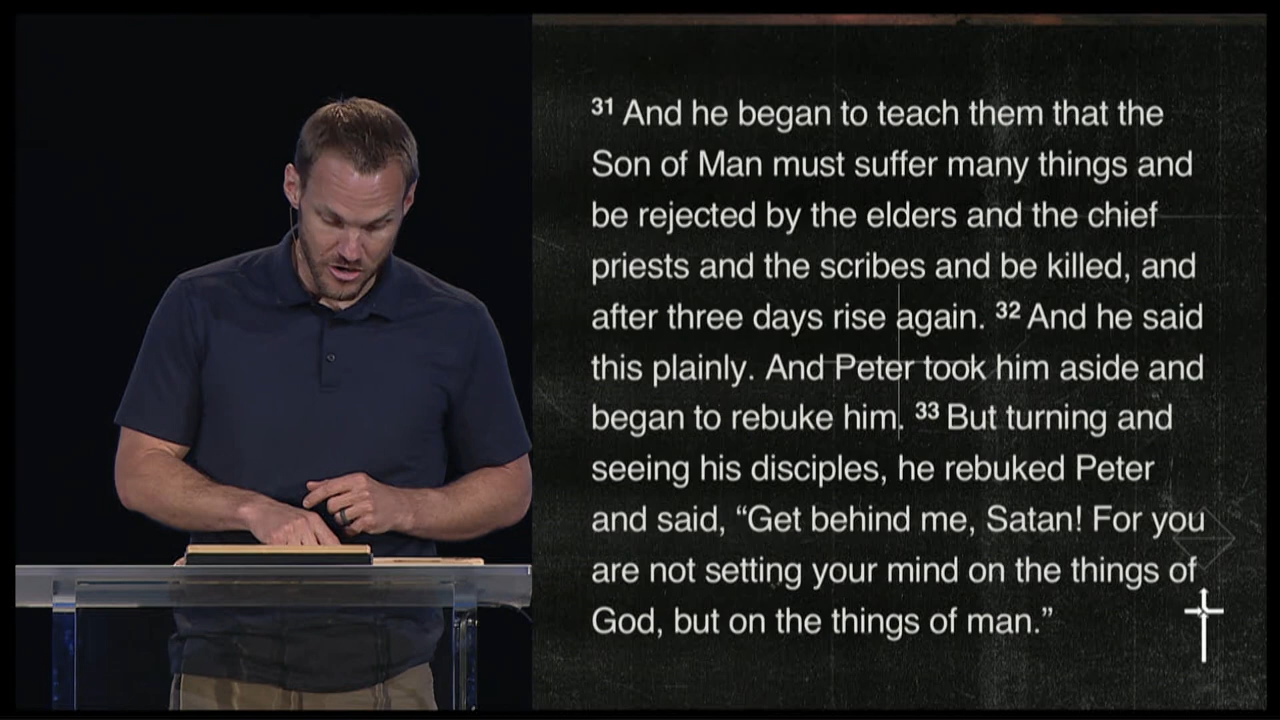 31 And he began to teach them that the
Son of Man must suffer many things and
be rejected by the elders and the chief
priests and the scribes and be killed, and
after three days rise again. 32 And he said
this plainly. And Peter took him aside and
began to rebuke him. 33 But turning and
seeing his disciples, he rebuked Peter
and said, “Get behind me, Satan! For you
are not setting your mind on the things of
God, but on the things of man.”